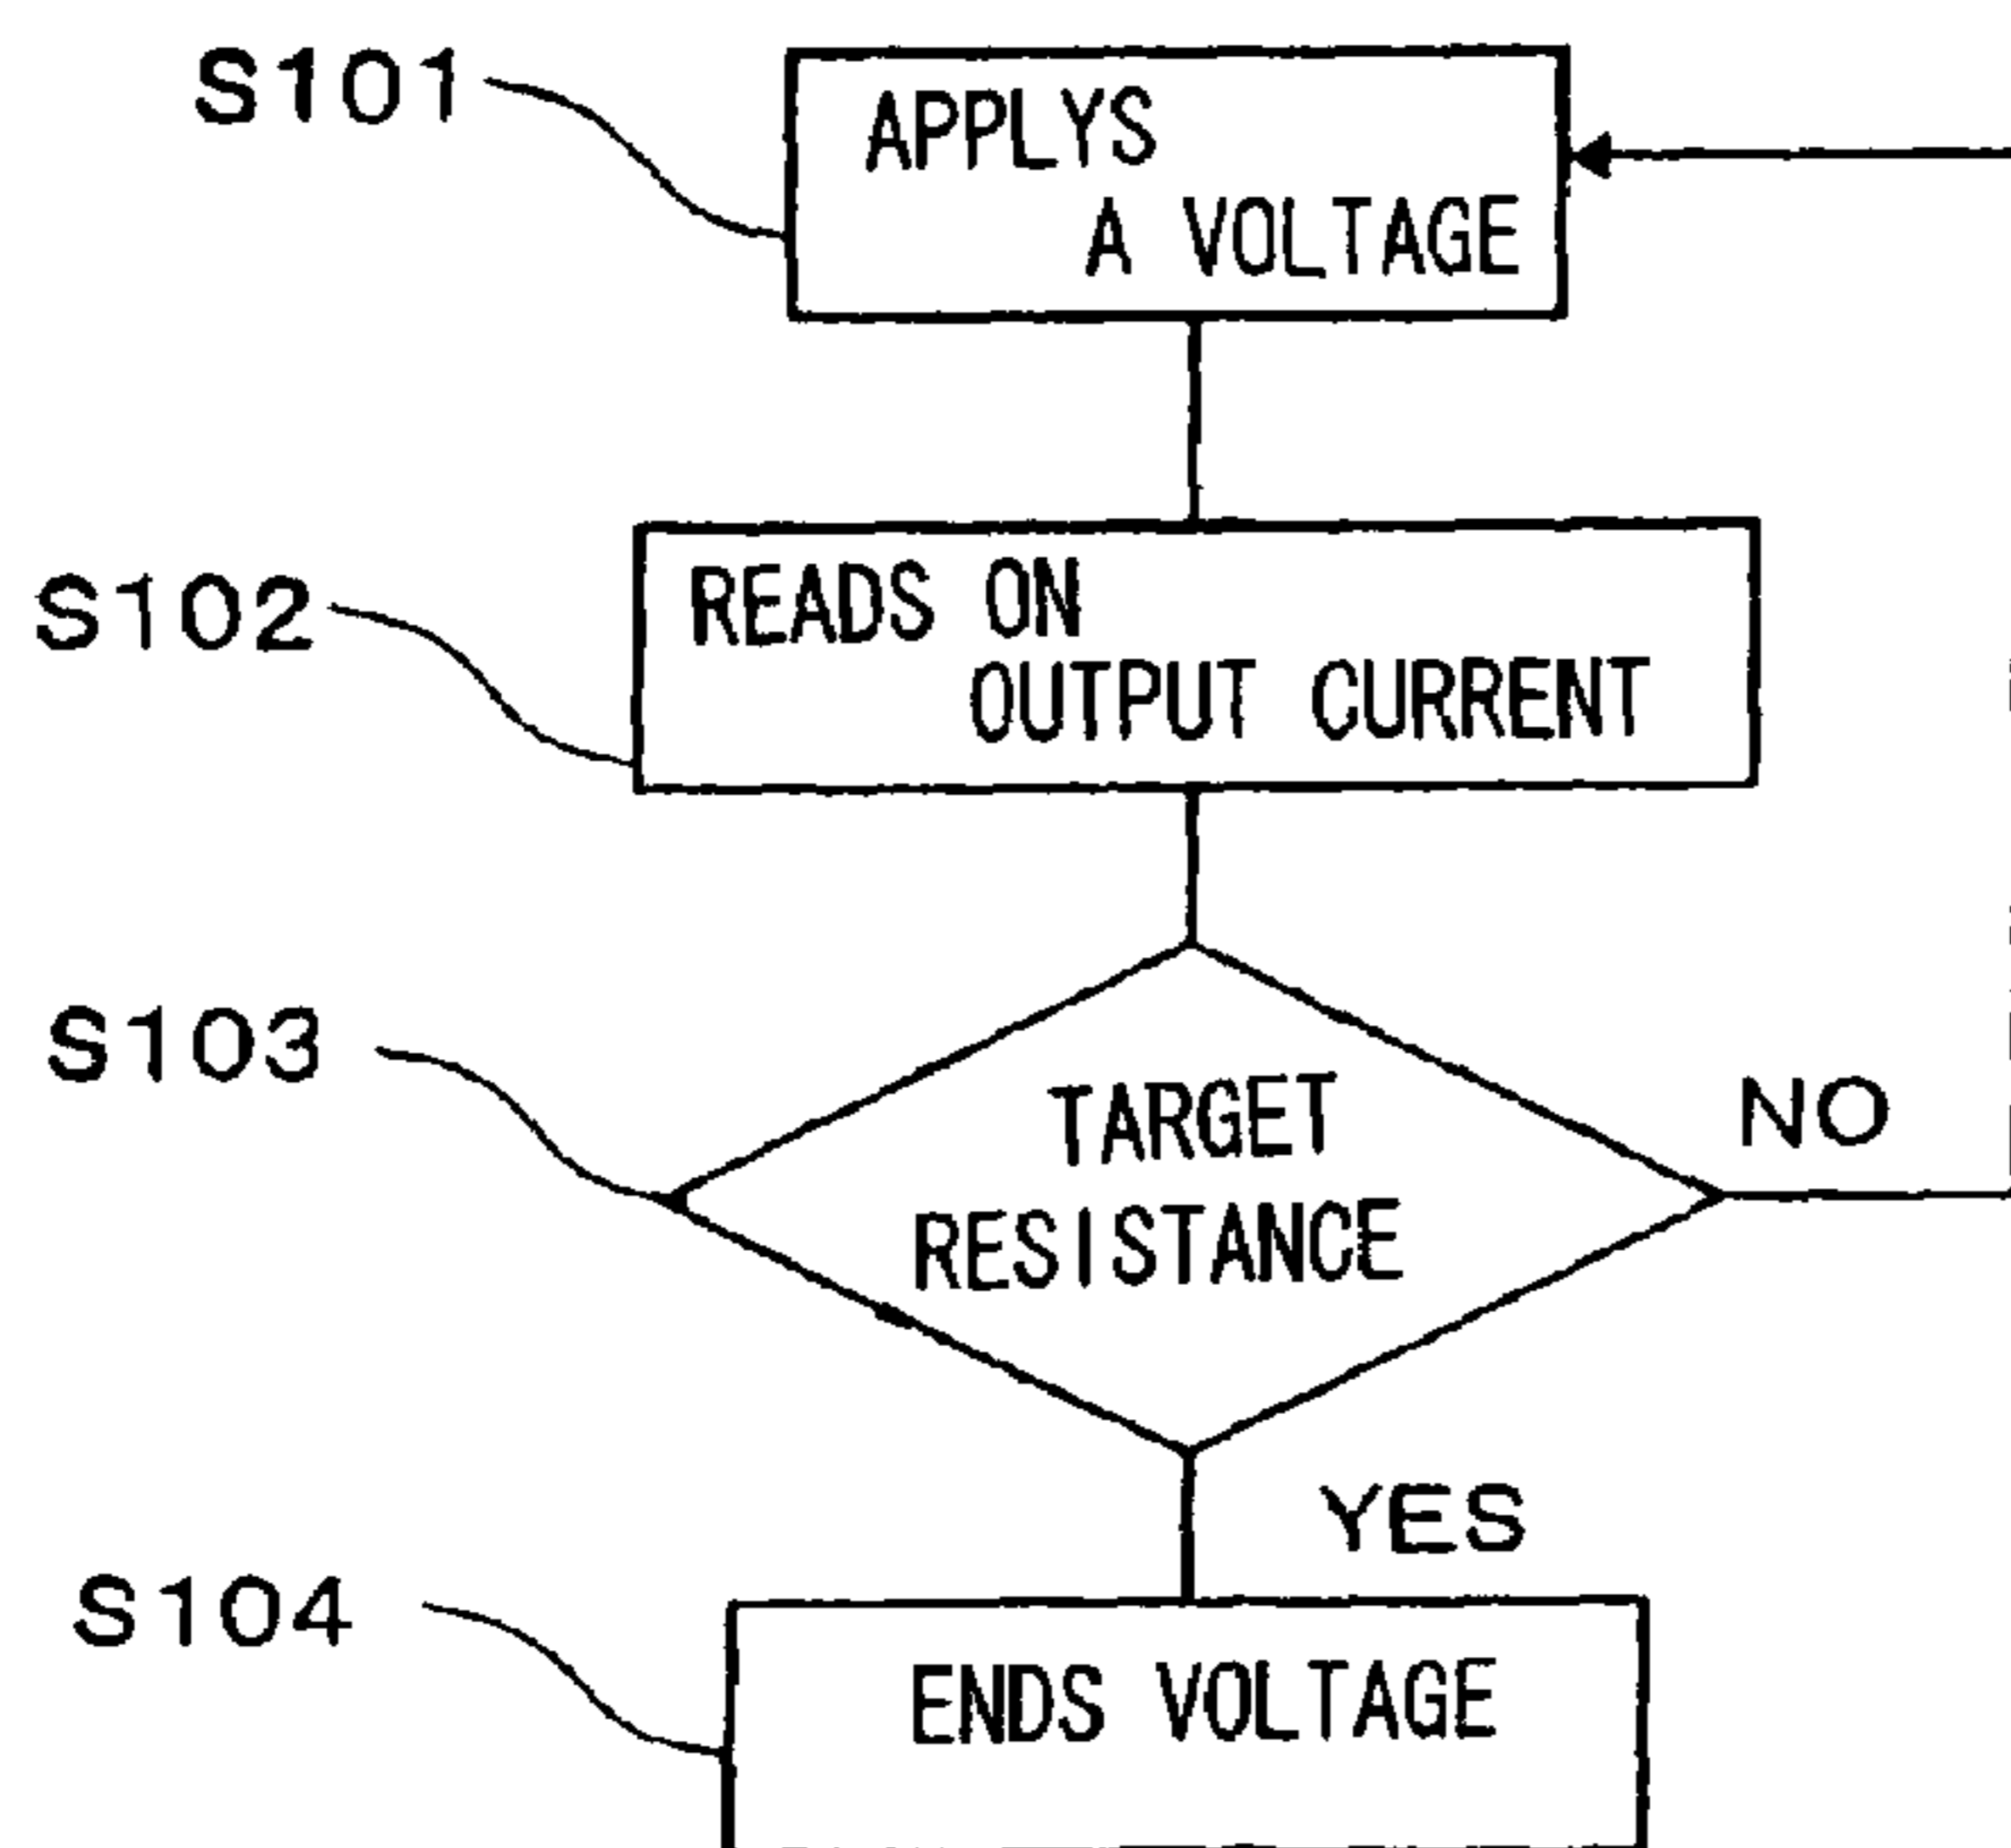 S101
APPLYS
A VOLTAGE
S102
READS ON
OUTPUT CURRENT
S103
TARGET
RESISTANCE
NO
YES
S104
ENDS VOLTAGE